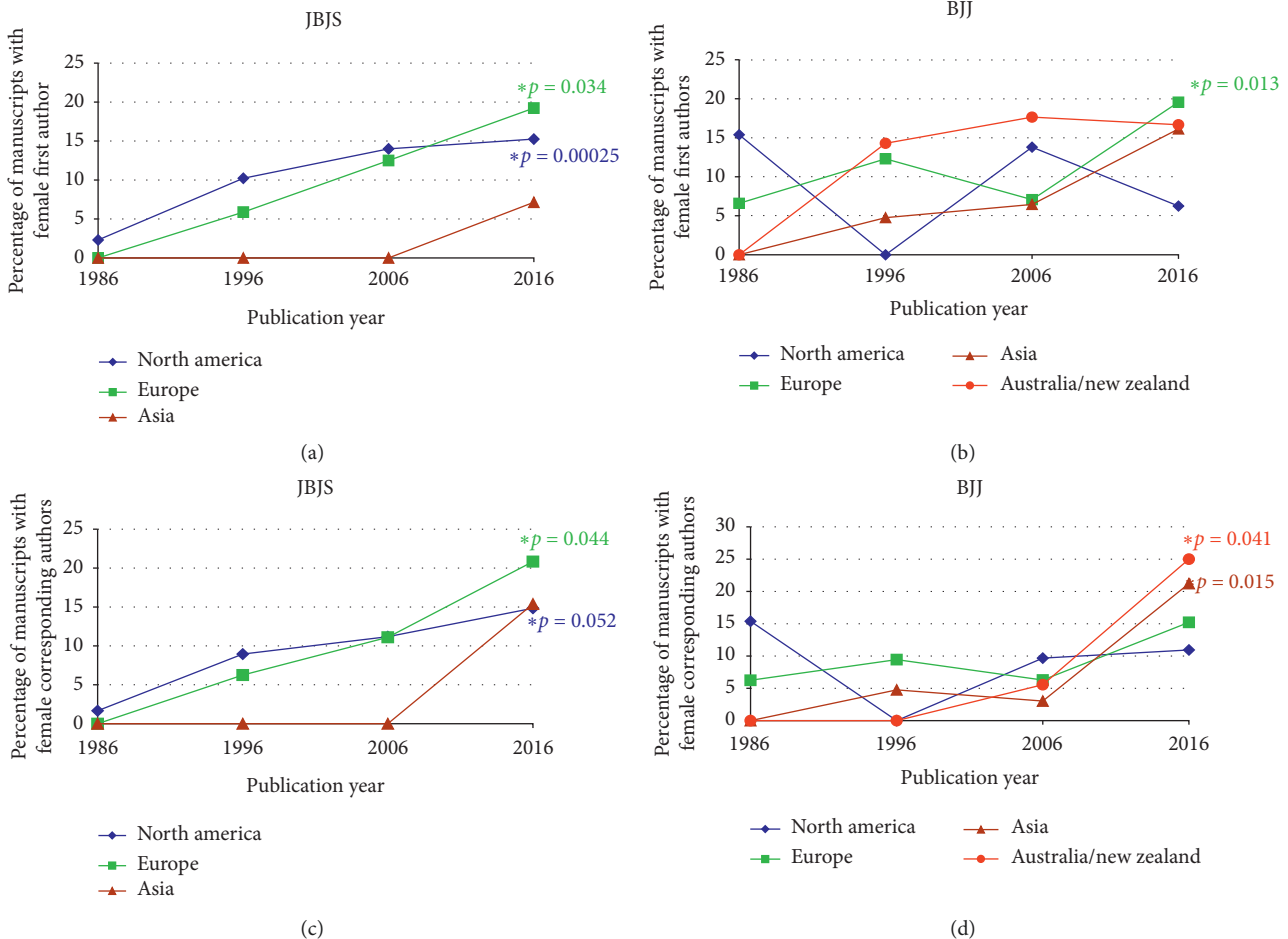 JBJS
Percentage of manuscripts with
female first author
25
20
15
10
5
0
1986
1996
2006
2016
*p = 0.034
*p = 0.00025
Publication year
North america
Europe
Asia
(a)
BJJ
Percentage of manuscripts with
female first authors
25
20
15
10
5
0
1986
1996
2006
2016
*p = 0.013
Publication year
North america
Europe
Asia
Australia/new zealand
(b)
JBJS
Percentage of manuscripts with
female corresponding authors
25
20
15
10
5
0
1986
1996
2006
2016
*p = 0.044
*p = 0.052
Publication year
North america
Europe
Asia
(c)
BJJ
Percentage of manuscripts with
female corresponding authors
30
25
20
15
10
5
0
1986
1996
2006
2016
*p = 0.041
*p = 0.015
Publication year
North america
Europe
Asia
Australia/new zealand
(d)